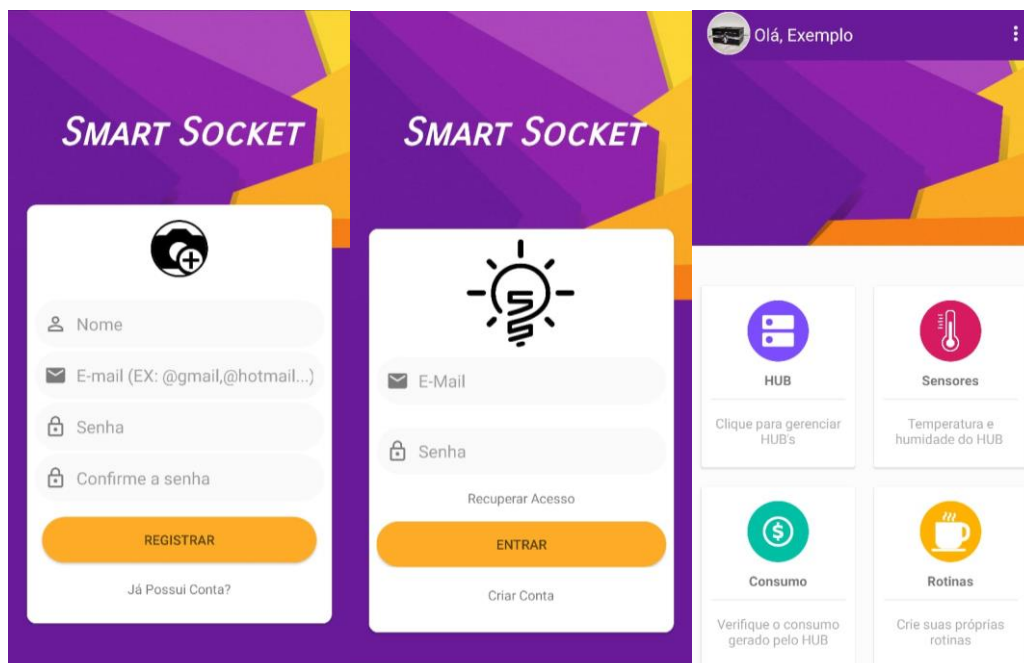 SMART SOCKET
Nome
E-mail (EX: @gmail,@hotmail...)
Senha
Confirme a senha
REGISTRAR
Já Possui Conta?
SMART SOCKET
E-Mail
Senha
Recuperar Acesso
ENTRAR
Criar Conta
Olá, Exemplo
HUB
Clique para gerenciar
HUB's
Sensores
Temperatura e
humidade do HUB
Consumo
Verifique o consumo
gerado pelo HUB
Rotinas
Crie suas próprias
rotinas